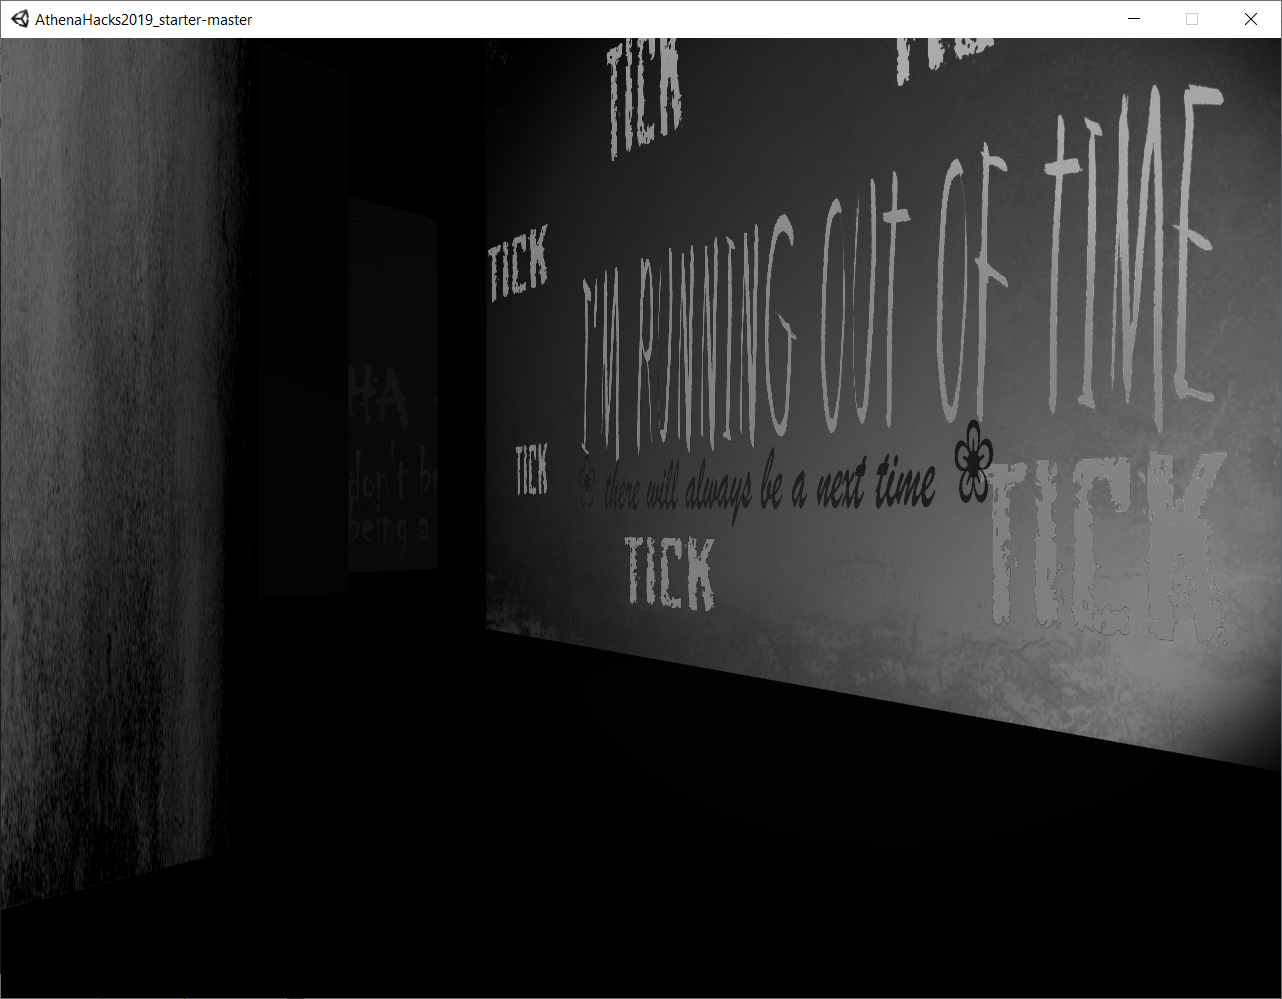 AthenaHacks2019_starter-master
TICK
TICK
I'M RUNNING OUT OF TIME
TICK
there will always be a next time
TICK
TICK
HA
don't be
being a